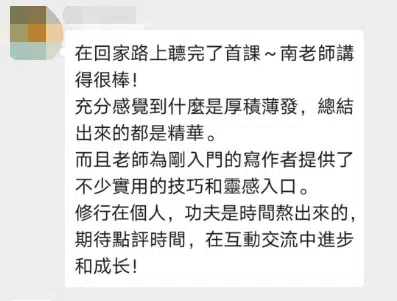 在回家路上聽完了首課～南老師講
得很棒！
充分感覺到什麼是厚積薄發，總結
出來的都是精華。
而且老師為剛入門的寫作者提供了
不少實用的技巧和靈感入口。
修行在個人，功夫是時間熬出來的，
期待點評時間，在互動交流中進步
和成长！